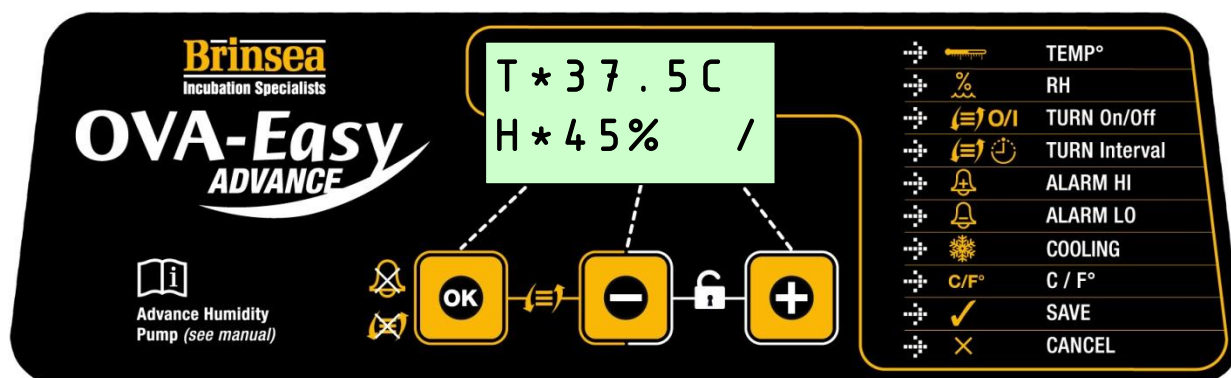 Brinsea
Incubation Specialists
OVA-Easy
ADVANCE
Advance Humidity
Pump (see manual)
T*37.5C
H*45% /
OK
TEMP°
% RH
O/I TURN On/Off
TURN Interval
ALARM HI
ALARM LO
COOLING
C/F° C / F°
SAVE
CANCEL